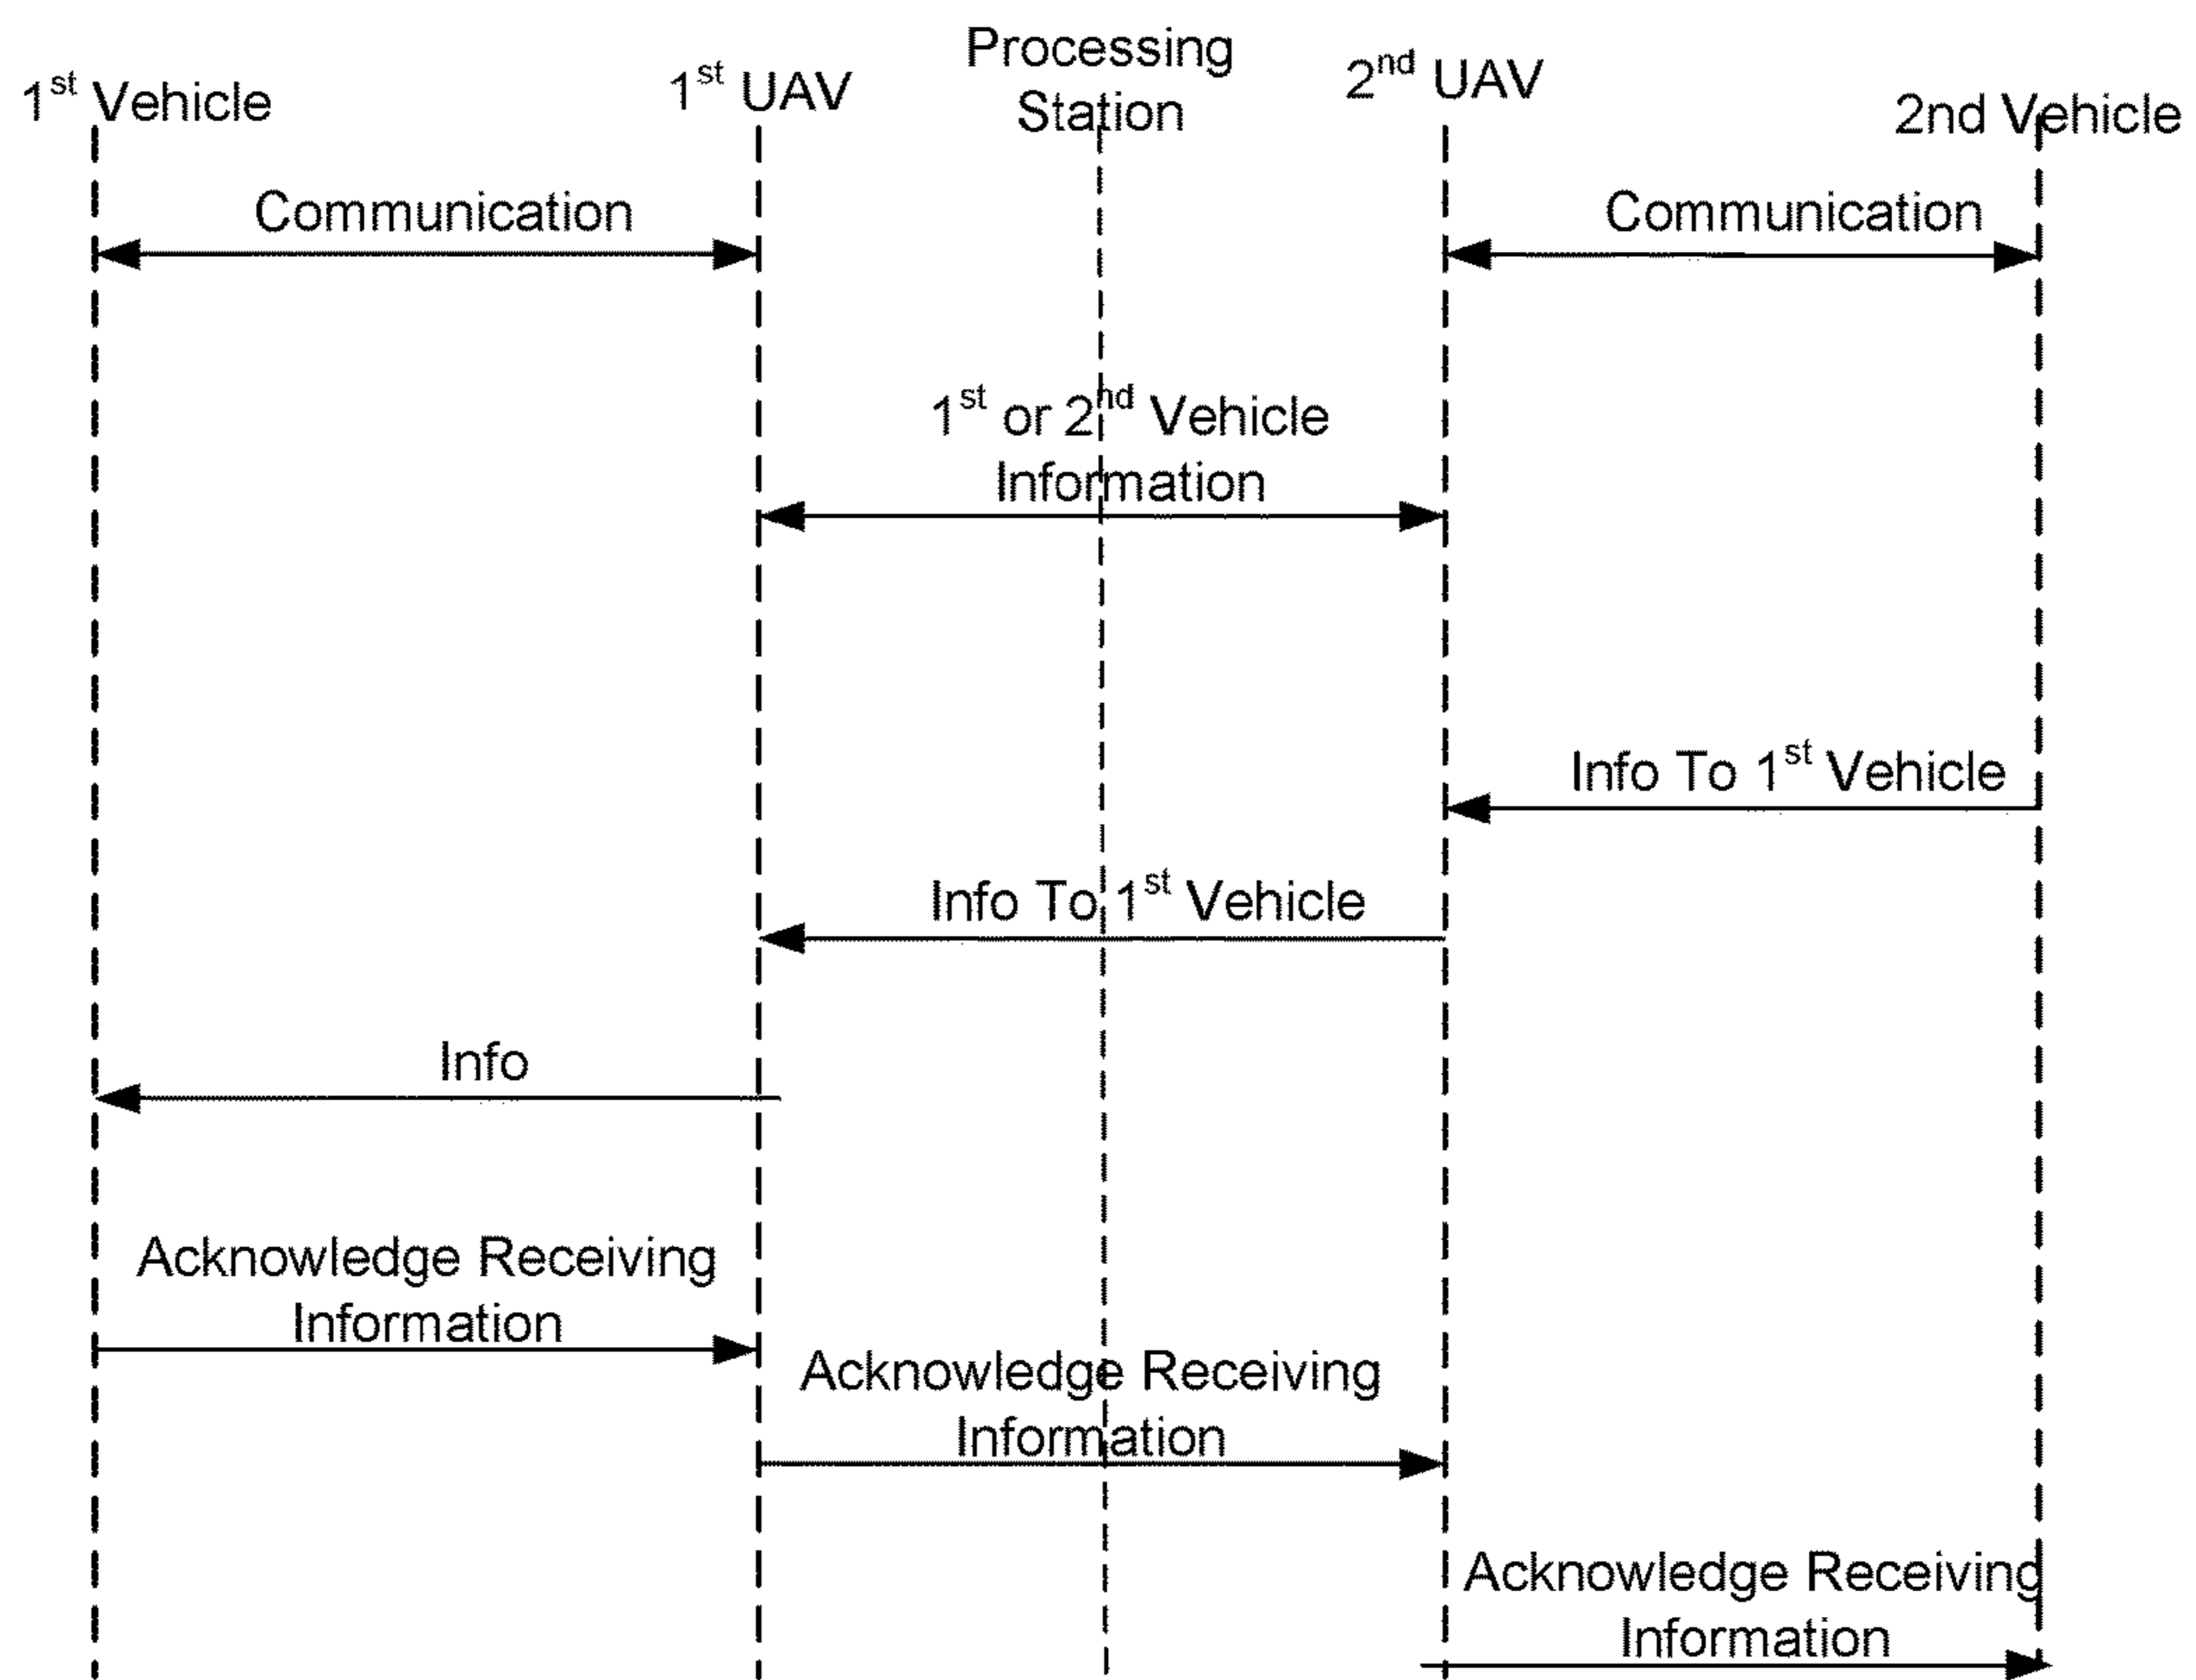 1st Vehicle
1st UAV
Processing
Station
2nd UAV
2nd Vehicle
Communication
Communication
1st or 2nd Vehicle
Information
Info To 1st Vehicle
Info To 1st Vehicle
Info
Acknowledge Receiving
Information
Acknowledge Receiving
Information
Acknowledge Receiving
Information